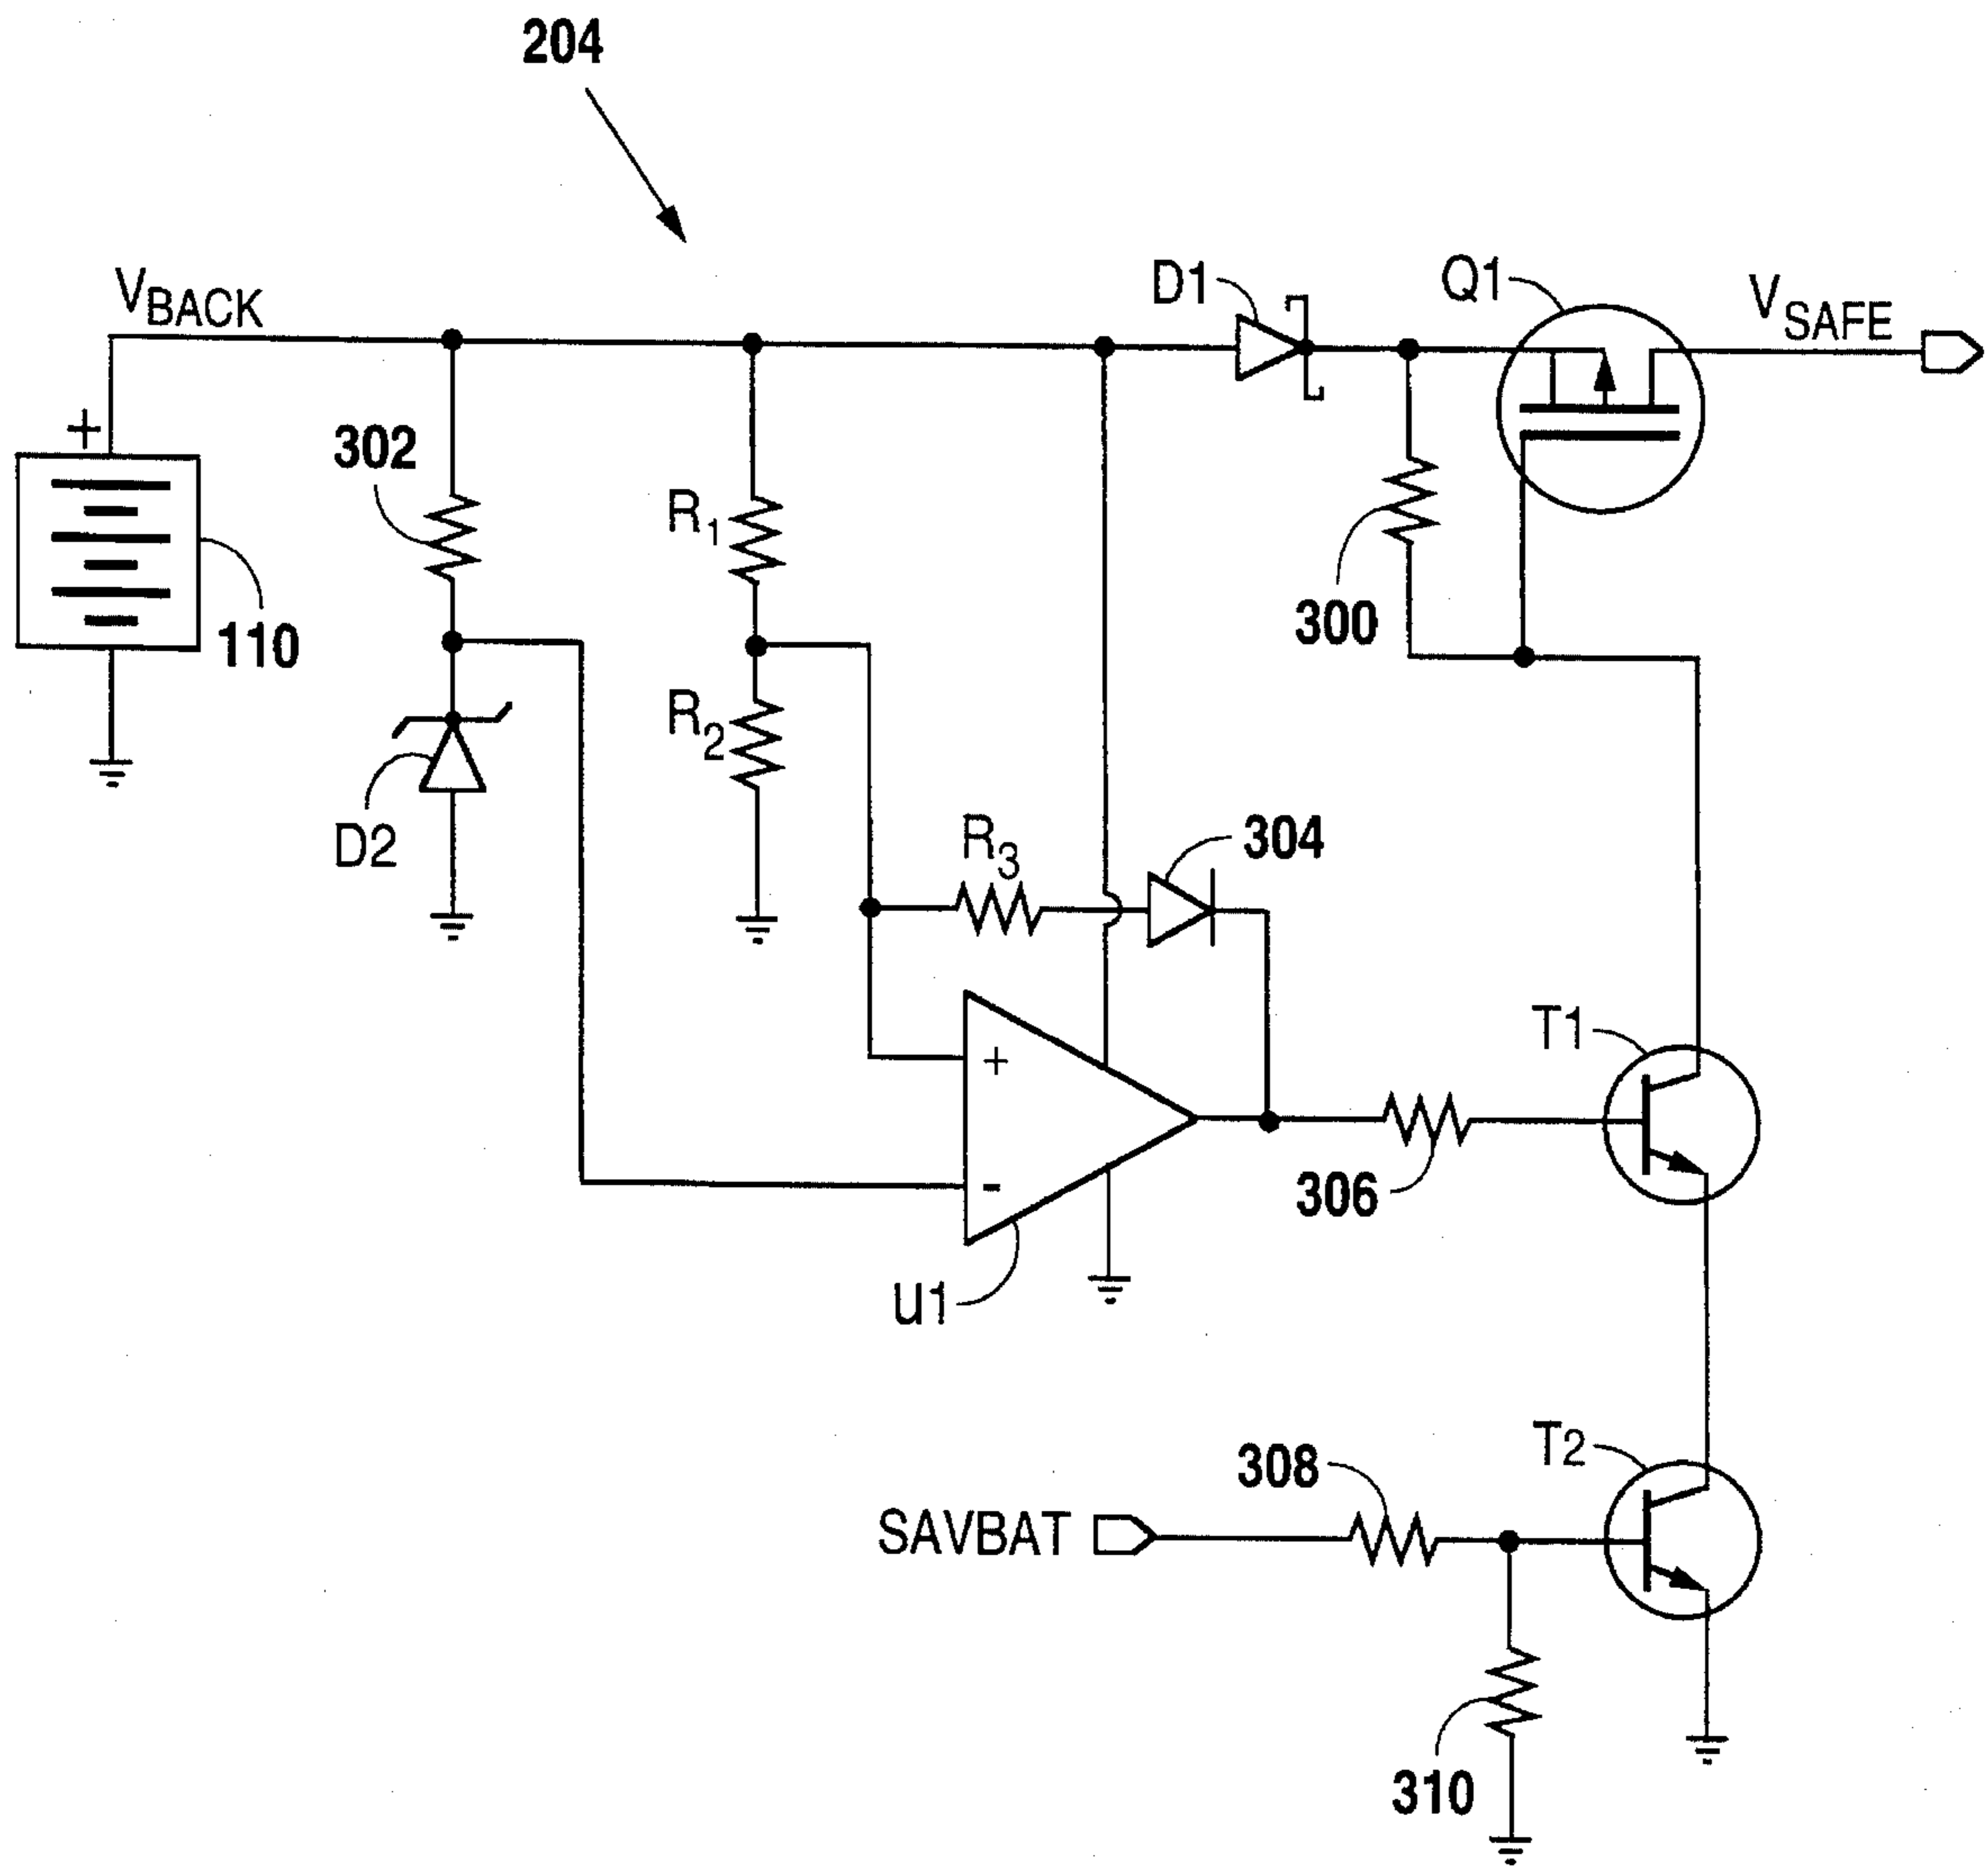 204
VBACK
D1
Q1
VSAFE
+
302
R1
300
110
R2
D2
R3
304
T1
+
-
306
u1
308
T2
SAVBAT
310